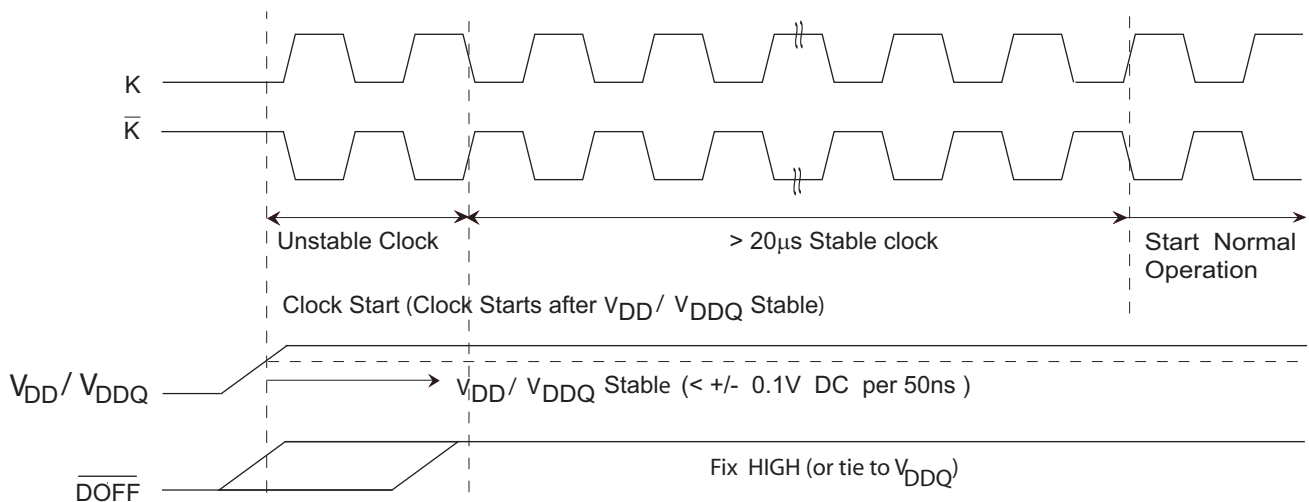 K
K̅
Unstable Clock
> 20μs Stable clock
Start Normal
Operation
Clock Start (Clock Starts after VDD / VDDQ Stable)
VDD / VDDQ
VDD / VDDQ Stable (< +/- 0.1V DC per 50ns )
Fix HIGH (or tie to VDDQ)
D̅O̅F̅F̅